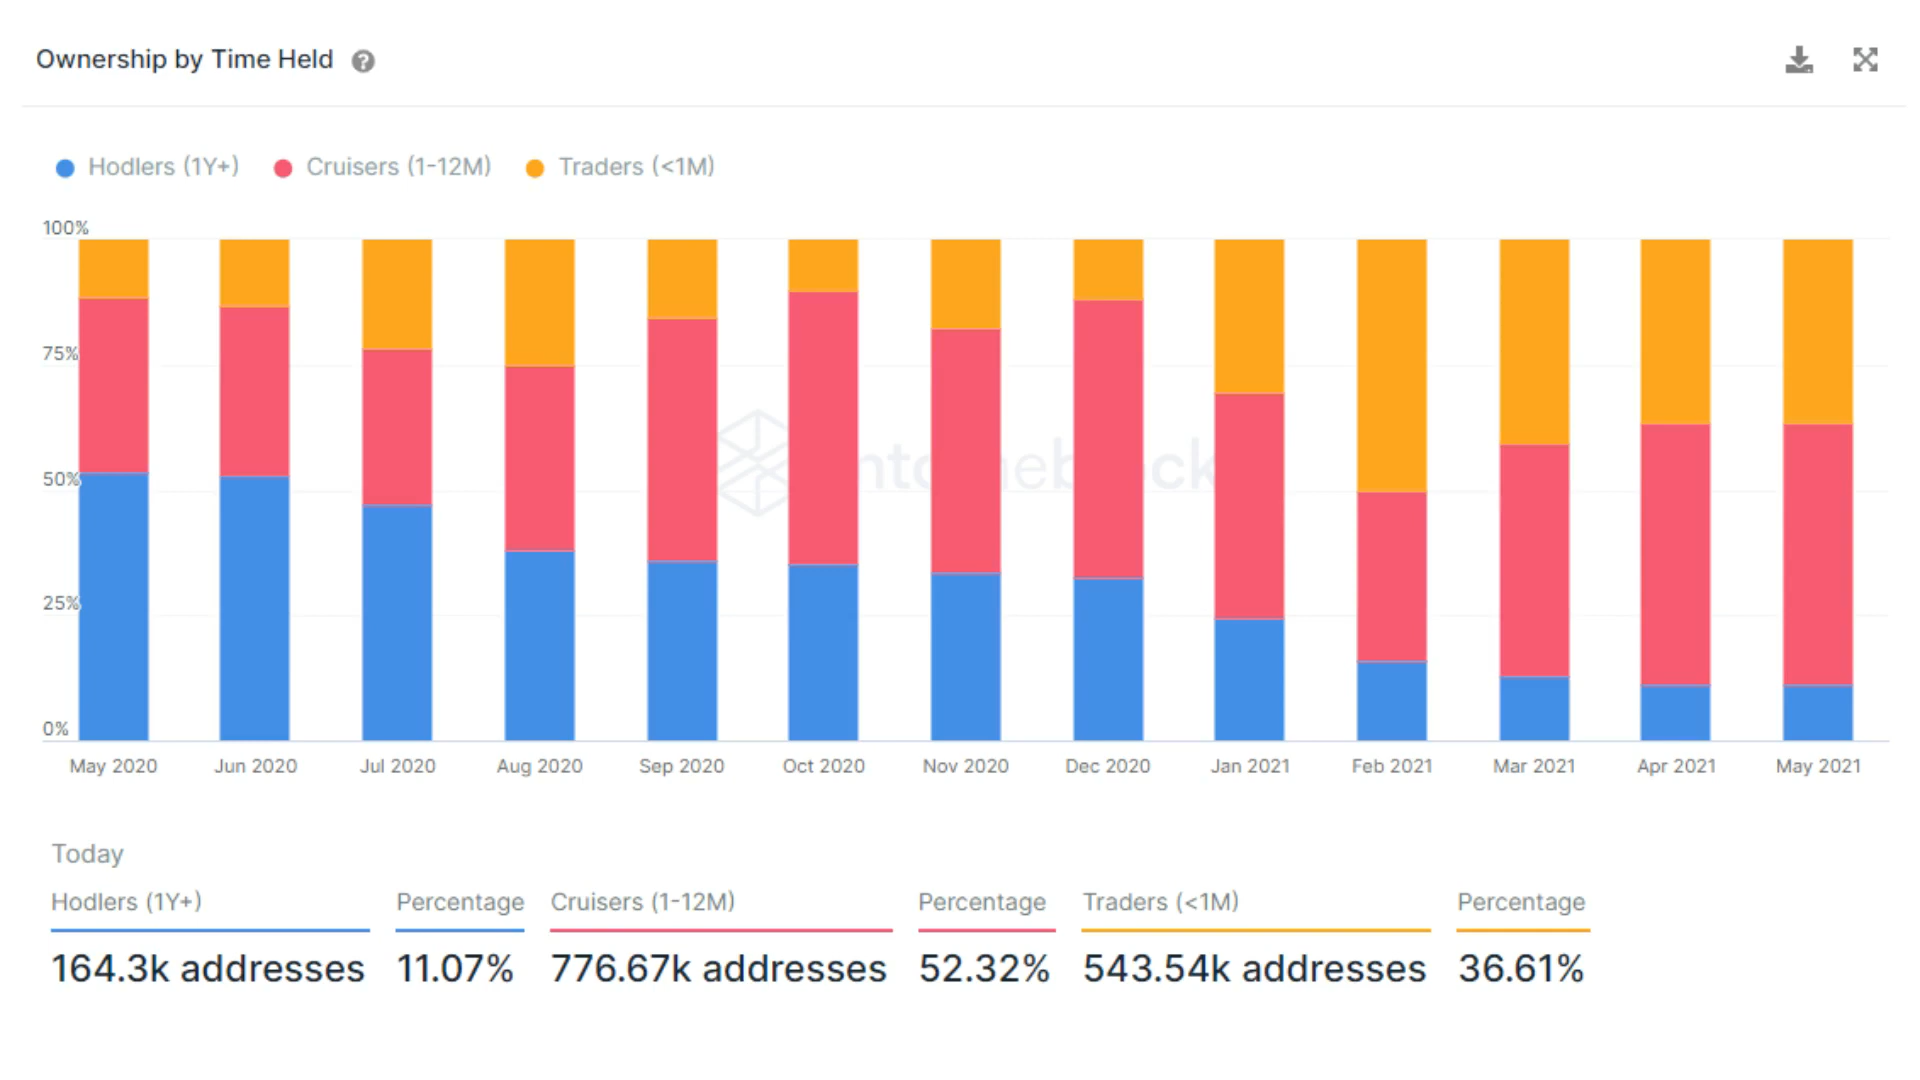 Ownership by Time Held ?
Hodlers (1Y+) Cruisers (1-12M) Traders (<1M)
100%
75%
50%
25%
0%
May 2020 Jun 2020 Jul 2020 Aug 2020 Sep 2020 Oct 2020 Nov 2020 Dec 2020 Jan 2021 Feb 2021 Mar 2021 Apr 2021 May 2021
Today
Hodlers (1Y+) Percentage Cruisers (1-12M) Percentage Traders (<1M) Percentage
164.3k addresses 11.07% 776.67k addresses 52.32% 543.54k addresses 36.61%